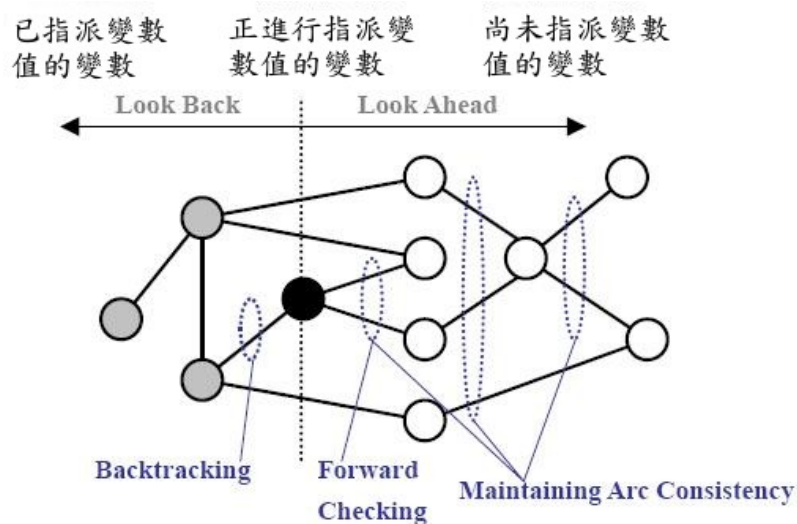 已指派變數
值的變數
正進行指派變
數值的變數
尚未指派變數
值的變數
Look Back
Look Ahead
Backtracking
Forward
Checking
Maintaining Arc Consistency